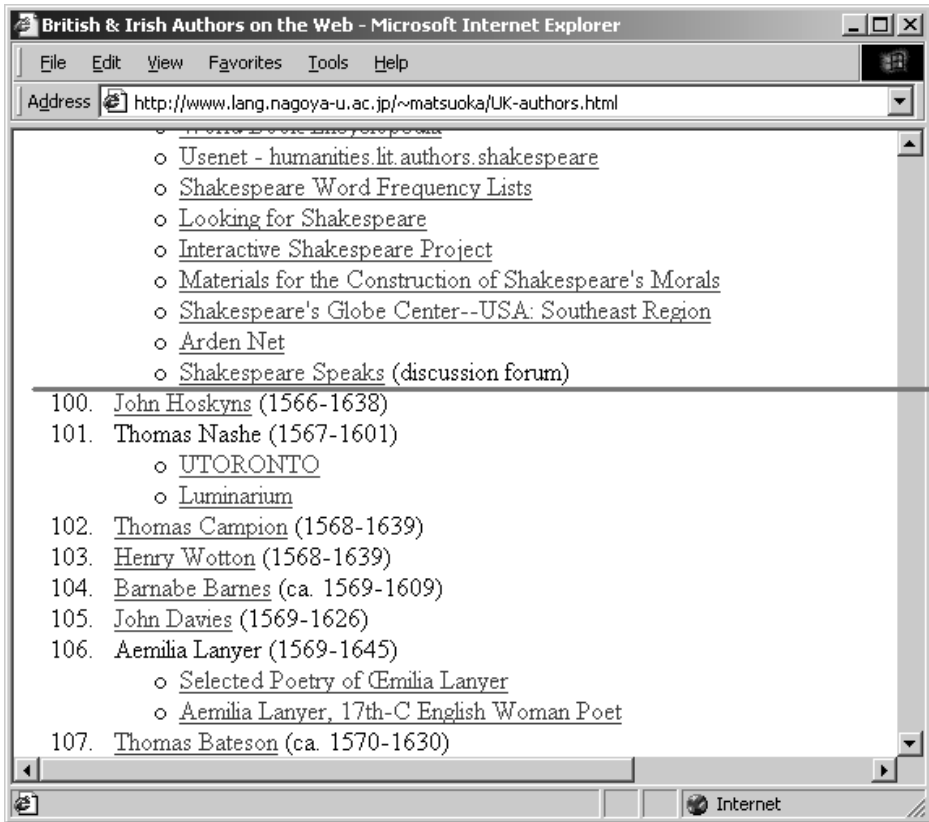 British & Irish Authors on the Web - Microsoft Internet Explorer
File Edit View Favorites Tools Help
Address http://www.lang.nagoya-u.ac.jp/~matsuoka/UK-authors.html
World Book Encyclopedia
o Usenet - humanities.lit.authors.shakespeare
o Shakespeare Word Frequency Lists
o Looking for Shakespeare
o Interactive Shakespeare Project
o Materials for the Construction of Shakespeare's Morals
o Shakespeare's Globe Center--USA: Southeast Region
o Arden Net
o Shakespeare Speaks (discussion forum)
100. John Hoskyns (1566-1638)
101. Thomas Nashe (1567-1601)
o UTORONTO
o Luminarium
102. Thomas Campion (1568-1639)
103. Henry Wotton (1568-1639)
104. Barnabe Barnes (ca. 1569-1609)
105. John Davies (1569-1626)
106. Aemilia Lanyer (1569-1645)
o Selected Poetry of Œmilia Lanyer
o Aemilia Lanyer, 17th-C English Woman Poet
107. Thomas Bateson (ca. 1570-1630)
Internet